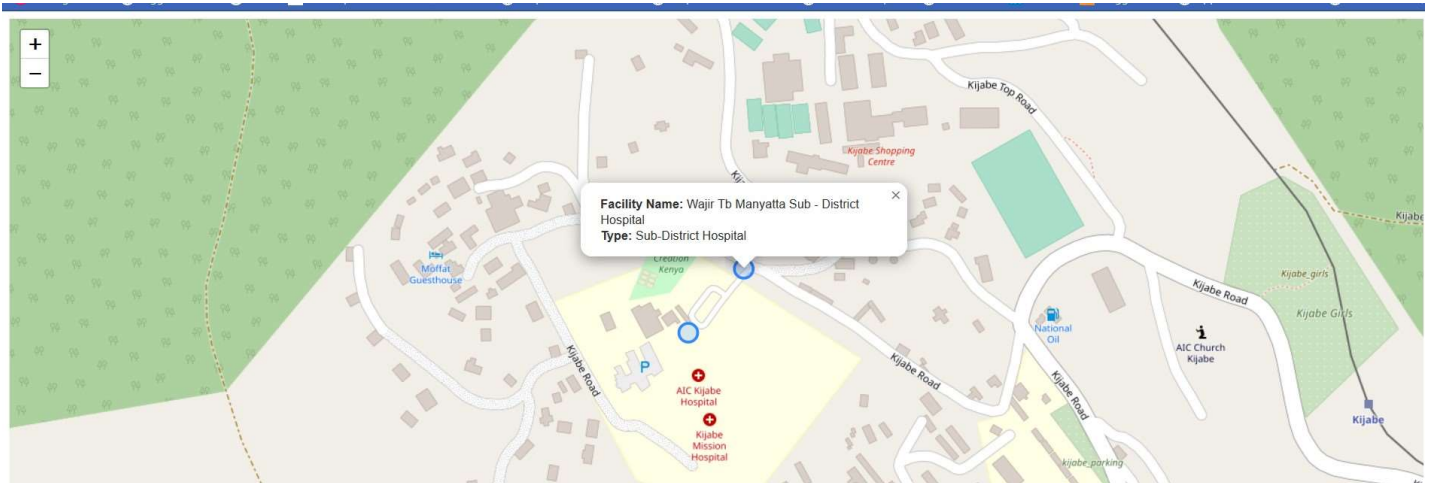 +
−
Kijabe Top Road
Kijabe Shopping
Centre
×
Facility Name: Wajir Tb Manyatta Sub - District
Hospital
Type: Sub-District Hospital
Creation
Kenya
Moffat
Guesthouse
Kijabe
Kijabe_girls
Kijabe Road
Kijabe Girls
National
Oil
AIC Church
Kijabe
Kijabe Road
P
Kijabe Road
Kijabe Road
AIC Kijabe
Hospital
Kijabe
Mission
Hospital
Kijabe
kijabe_parking